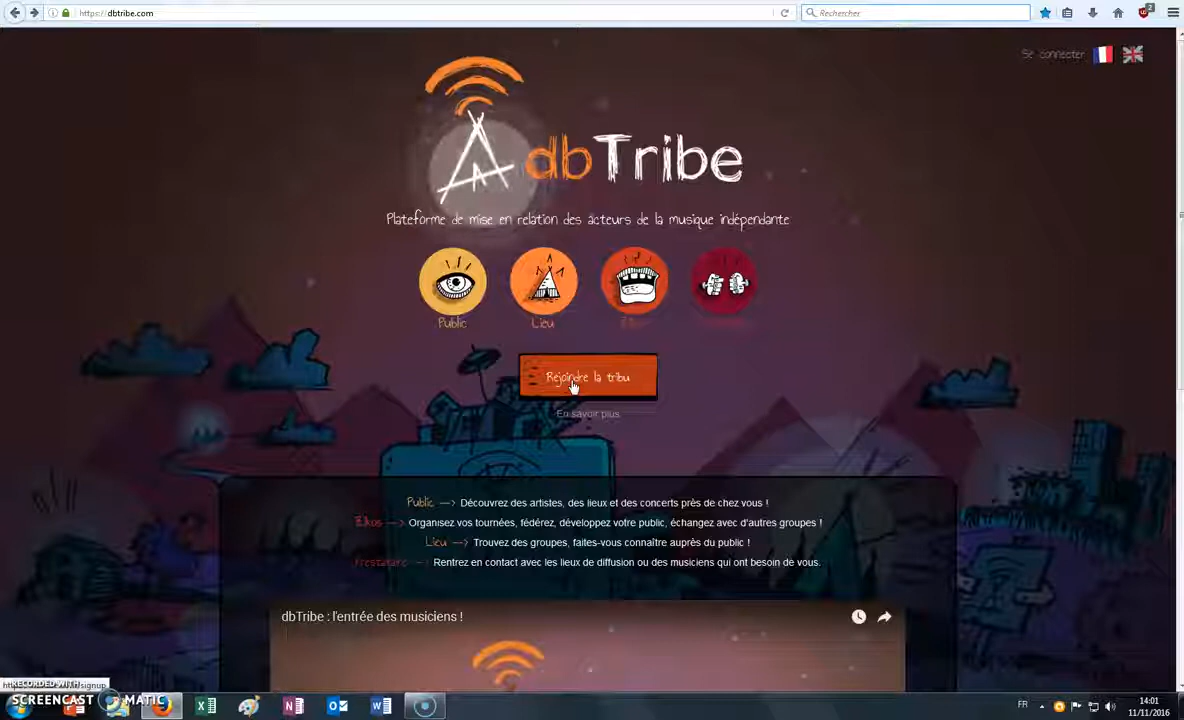 https://dbtribe.com
Rechercher
2
Se connecter
dbTribe
Plateforme de mise en relation des acteurs de la musique indépendante
Public
Lieu
Rejoindre la tribu
En savoir plus
Public —> Découvrez des artistes, des lieux et des concerts près de chez vous !
—> Organisez vos tournées, fédérez, développez votre public, échangez avec d'autres groupes !
Lieu —> Trouvez des groupes, faites-vous connaître auprès du public !
Prestataire —> Rentrez en contact avec les lieux de diffusion ou des musiciens qui ont besoin de vous.
dbTribe : l'entrée des musiciens !
RECORDED WITH
SCREENCAST MATIC
FR
14:01
11/11/2016